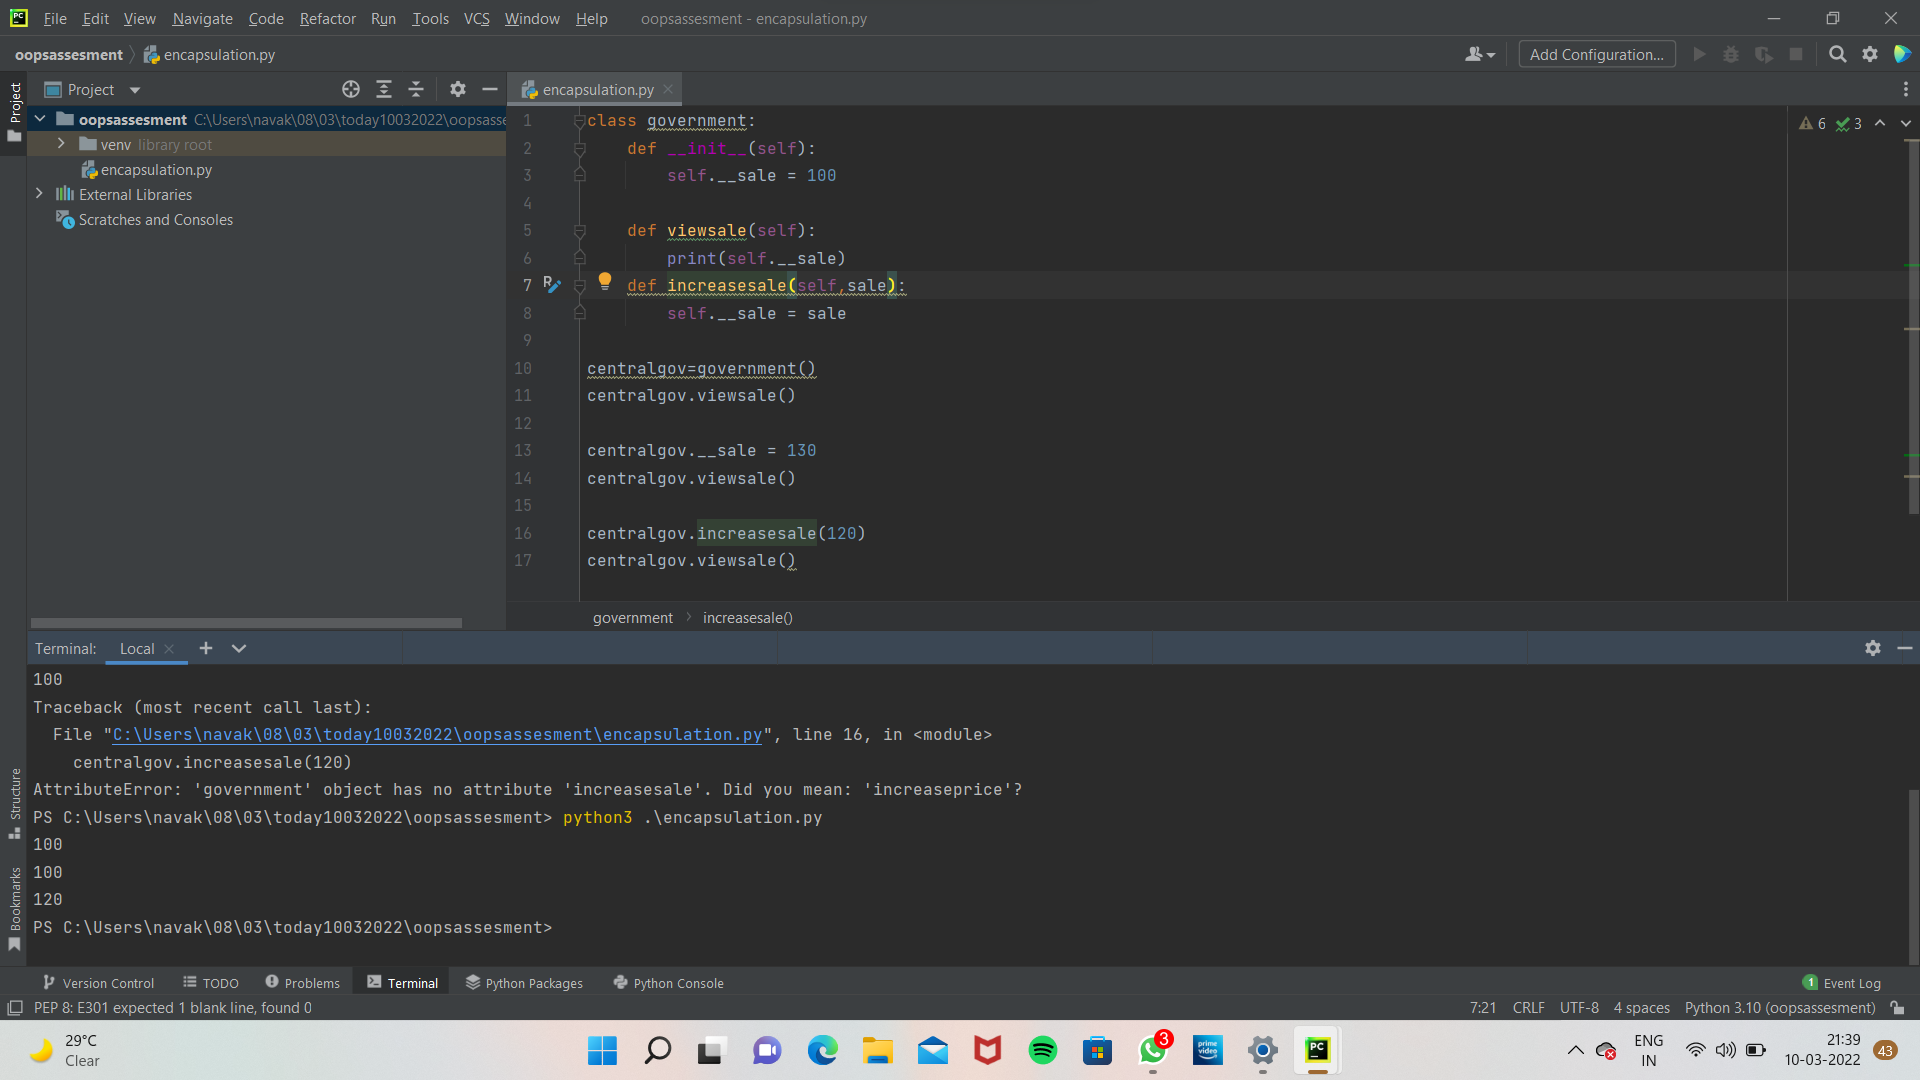 File Edit View Navigate Code Refactor Run Tools VCS Window Help oopsassesment - encapsulation.py
oopsassesment encapsulation.py Add Configuration...
Project
Project
encapsulation.py
oopsassesment C:\Users\navak\08\03\today10032022\oopsasse
venv library root
encapsulation.py
External Libraries
Scratches and Consoles
6 3
1 class government:
2 def __init__(self):
3 self.__sale = 100
4
5 def viewsale(self):
6 print(self.__sale)
7 def increasesale(self,sale):
8 self.__sale = sale
9
10 centralgov=government()
11 centralgov.viewsale()
12
13 centralgov.__sale = 130
14 centralgov.viewsale()
15
16 centralgov.increasesale(120)
17 centralgov.viewsale()
government increasesale()
Terminal: Local
100
Traceback (most recent call last):
File "C:\Users\navak\08\03\today10032022\oopsassesment\encapsulation.py", line 16, in <module>
centralgov.increasesale(120)
AttributeError: 'government' object has no attribute 'increasesale'. Did you mean: 'increaseprice'?
PS C:\Users\navak\08\03\today10032022\oopsassesment> python3 .\encapsulation.py
100
100
120
PS C:\Users\navak\08\03\today10032022\oopsassesment>
Structure
Bookmarks
Version Control TODO Problems Terminal Python Packages Python Console 1 Event Log
PEP 8: E301 expected 1 blank line, found 0 7:21 CRLF UTF-8 4 spaces Python 3.10 (oopsassesment)
29°C
Clear
PC
prime video
3
PC
ENG
IN
21:39
10-03-2022
43